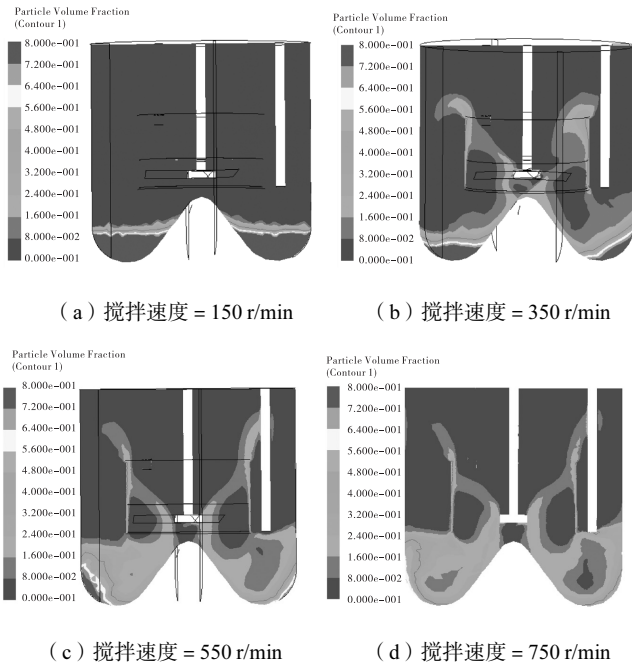 Particle Volume Fraction
(Contour 1)
8.000e−001
7.200e−001
6.400e−001
5.600e−001
4.800e−001
4.000e−001
3.200e−001
2.400e−001
1.600e−001
8.000e−002
0.000e−001
（a）搅拌速度 = 150 r/min
Particle Volume Fraction
(Contour 1)
8.000e−001
7.200e−001
6.400e−001
5.600e−001
4.800e−001
4.000e−001
3.200e−001
2.400e−001
1.600e−001
8.000e−002
0.000e−001
（b）搅拌速度 = 350 r/min
Particle Volume Fraction
(Contour 1)
8.000e−001
7.200e−001
6.400e−001
5.600e−001
4.800e−001
4.000e−001
3.200e−001
2.400e−001
1.600e−001
8.000e−002
0.000e−001
（c）搅拌速度 = 550 r/min
Particle Volume Fraction
(Contour 1)
8.000e−001
7.200e−001
6.400e−001
5.600e−001
4.800e−001
4.000e−001
3.200e−001
2.400e−001
1.600e−001
8.000e−002
0.000e−001
（d）搅拌速度 = 750 r/min